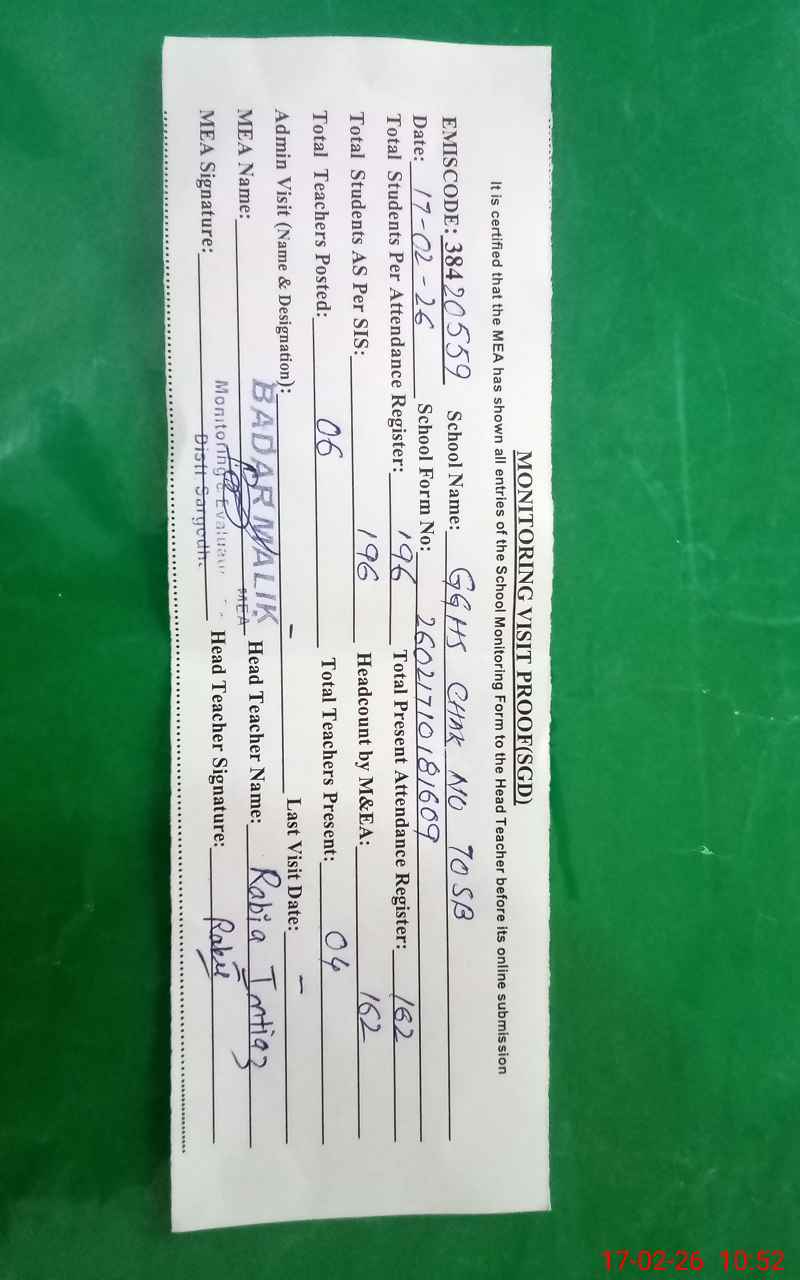 MONITORING VISIT PROOF(SGD)
It is certified that the MEA has shown all entries of the School Monitoring Form to the Head Teacher before its online submission
EMISCODE: 38420559 School Name: GGHS CHAK NO 70 SB
Date: 17-02-26 School Form No: 260217101816 09
Total Students Per Attendance Register: 196 Total Present Attendance Register: 162
Total Students AS Per SIS: 196 Headcount by M&EA: 162
Total Teachers Posted: 06 Total Teachers Present: 04
Admin Visit (Name & Designation): - Last Visit Date: -
MEA Name: BADAR MALIK MEA Head Teacher Name: Rabia Imtiaz
MEA Signature: Monitoring & Distt Head Teacher Signature: Rabia
17-02-26 10:52